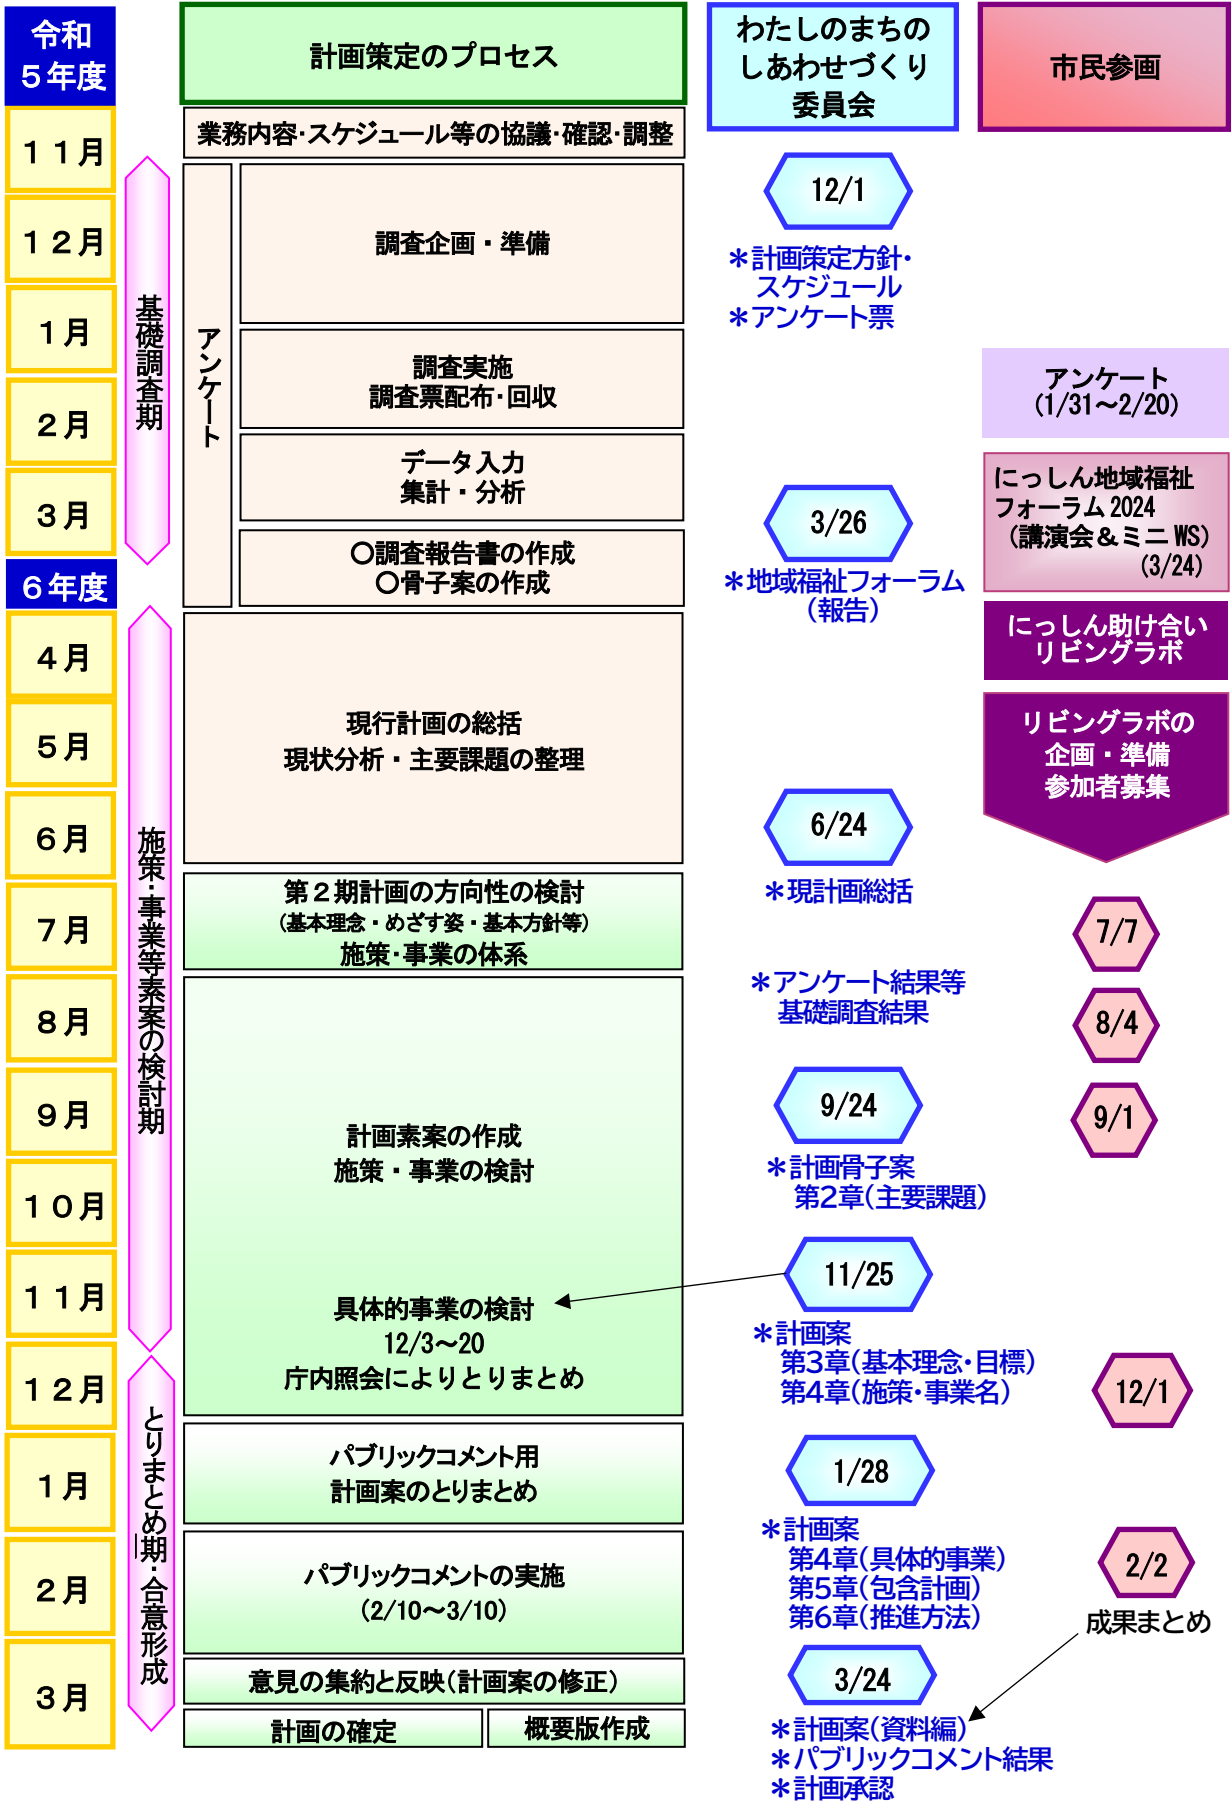 令和
５年度
計画策定のプロセス
わたしのまちの
しあわせづくり
委員会
市民参画
１１月
１２月
１月
２月
３月
６年度
４月
５月
６月
７月
８月
９月
１０月
１１月
１２月
１月
２月
３月
基礎調査期
施策・事業等素案の検討期
とりまとめ期・合意形成
業務内容・スケジュール等の協議・確認・調整
アンケート
調査企画・準備
調査実施
調査票配布・回収
データ入力
集計・分析
〇調査報告書の作成
〇骨子案の作成
現行計画の総括
現状分析・主要課題の整理
第２期計画の方向性の検討
（基本理念・めざす姿・基本方針等）
施策・事業の体系
計画素案の作成
施策・事業の検討
具体的事業の検討
12/3～20
庁内照会によりとりまとめ
パブリックコメント用
計画案のとりまとめ
パブリックコメントの実施
（2/10～3/10）
意見の集約と反映（計画案の修正）
計画の確定
概要版作成
12/1
＊計画策定方針・
スケジュール
＊アンケート票
3/26
＊地域福祉フォーラム
（報告）
6/24
＊現計画総括
＊アンケート結果等
基礎調査結果
9/24
＊計画骨子案
第２章（主要課題）
11/25
＊計画案
第３章（基本理念・目標）
第４章（施策・事業名）
1/28
＊計画案
第４章（具体的事業）
第５章（包含計画）
第６章（推進方法）
3/24
＊計画案（資料編）
＊パブリックコメント結果
＊計画承認
アンケート
（1/31～2/20）
にっしん地域福祉
フォーラム 2024
（講演会＆ミニ WS）
（3/24）
にっしん助け合い
リビングラボ
リビングラボの
企画・準備
参加者募集
7/7
8/4
9/1
12/1
2/2
成果まとめ